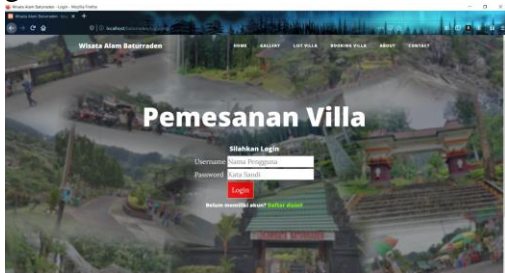 Wisata Alam Baturraden - Login - Mozilla Firefox
Wisata Alam Baturraden
HOME GALLERY LIST VILLA BOOKING VILLA ABOUT CONTACT
Pemesanan Villa
Silahkan Login
Username Nama Pengguna
Password Kata Sandi
Login
Belum memiliki akun? Daftar disini!